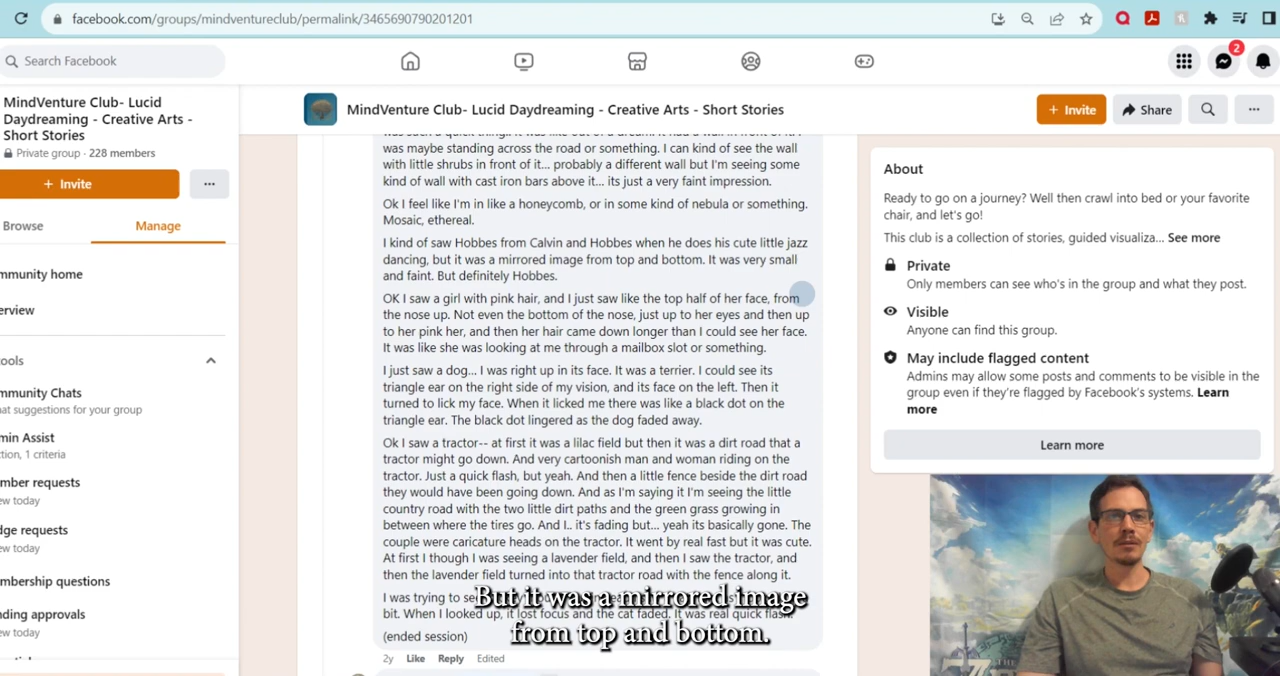 facebook.com/groups/mindventureclub/permalink/3465690790201201
Search Facebook
2
MindVenture Club- Lucid
Daydreaming - Creative Arts -
Short Stories
Private group · 228 members
+ Invite
...
Browse
Manage
mmunity home
erview
ools
mmunity Chats
at suggestions for your group
min Assist
ction, 1 criteria
mber requests
ew today
dge requests
ew today
mbership questions
nding approvals
ew today
MindVenture Club- Lucid Daydreaming - Creative Arts - Short Stories
+ Invite
Share
...
was maybe standing across the road or something. I can kind of see the wall
with little shrubs in front of it... probably a different wall but I'm seeing some
kind of wall with cast iron bars above it... its just a very faint impression.
Ok I feel like I'm in like a honeycomb, or in some kind of nebula or something.
Mosaic, ethereal.
I kind of saw Hobbes from Calvin and Hobbes when he does his cute little jazz
dancing, but it was a mirrored image from top and bottom. It was very small
and faint. But definitely Hobbes.
OK I saw a girl with pink hair, and I just saw like the top half of her face, from
the nose up. Not even the bottom of the nose, just up to her eyes and then up
to her pink her, and then her hair came down longer than I could see her face.
It was like she was looking at me through a mailbox slot or something.
I just saw a dog... I was right up in its face. It was a terrier. I could see its
triangle ear on the right side of my vision, and its face on the left. Then it
turned to lick my face. When it licked me there was like a black dot on the
triangle ear. The black dot lingered as the dog faded away.
Ok I saw a tractor-- at first it was a lilac field but then it was a dirt road that a
tractor might go down. And very cartoonish man and woman riding on the
tractor. Just a quick flash, but yeah. And then a little fence beside the dirt road
they would have been going down. And as I'm saying it I'm seeing the little
country road with the two little dirt paths and the green grass growing in
between where the tires go. And I.. it's fading but... yeah its basically gone. The
couple were caricature heads on the tractor. It went by real fast but it was cute.
At first I though I was seeing a lavender field, and then I saw the tractor, and
then the lavender field turned into that tractor road with the fence along it.
I was trying to se
bit. When I looked up, it lost focus and the cat faded. It was real quick flash.
(ended session)
2y Like Reply Edited
About
Ready to go on a journey? Well then crawl into bed or your favorite
chair, and let's go!
This club is a collection of stories, guided visualiza... See more
Private
Only members can see who's in the group and what they post.
Visible
Anyone can find this group.
May include flagged content
Admins may allow some posts and comments to be visible in the
group even if they're flagged by Facebook's systems. Learn
more
Learn more
But it was a mirrored image
from top and bottom.